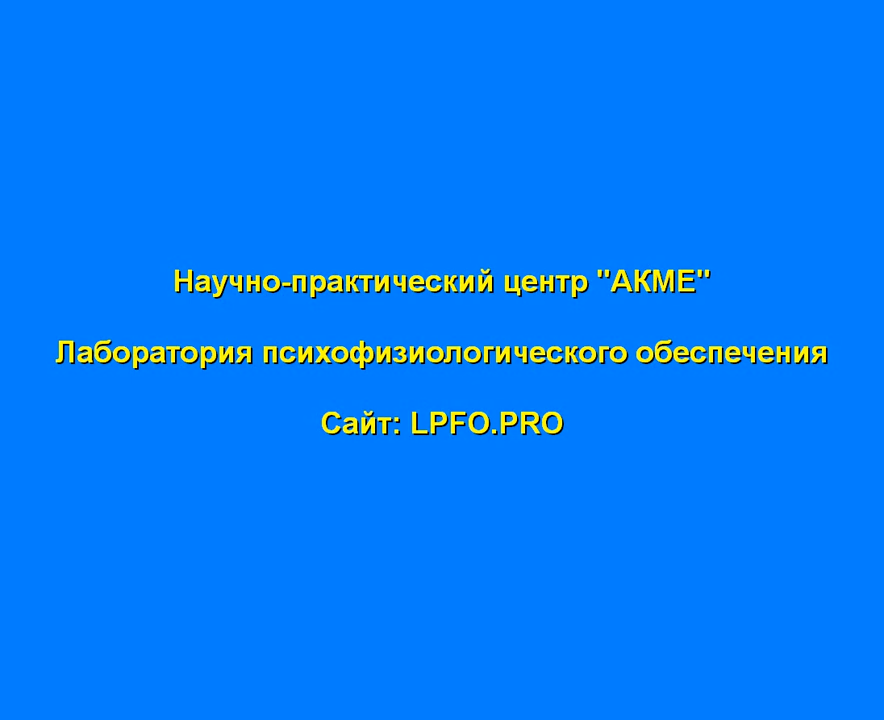 Научно-практический центр "АКМЕ"
Лаборатория психофизиологического обеспечения
Сайт: LPFO.PRO